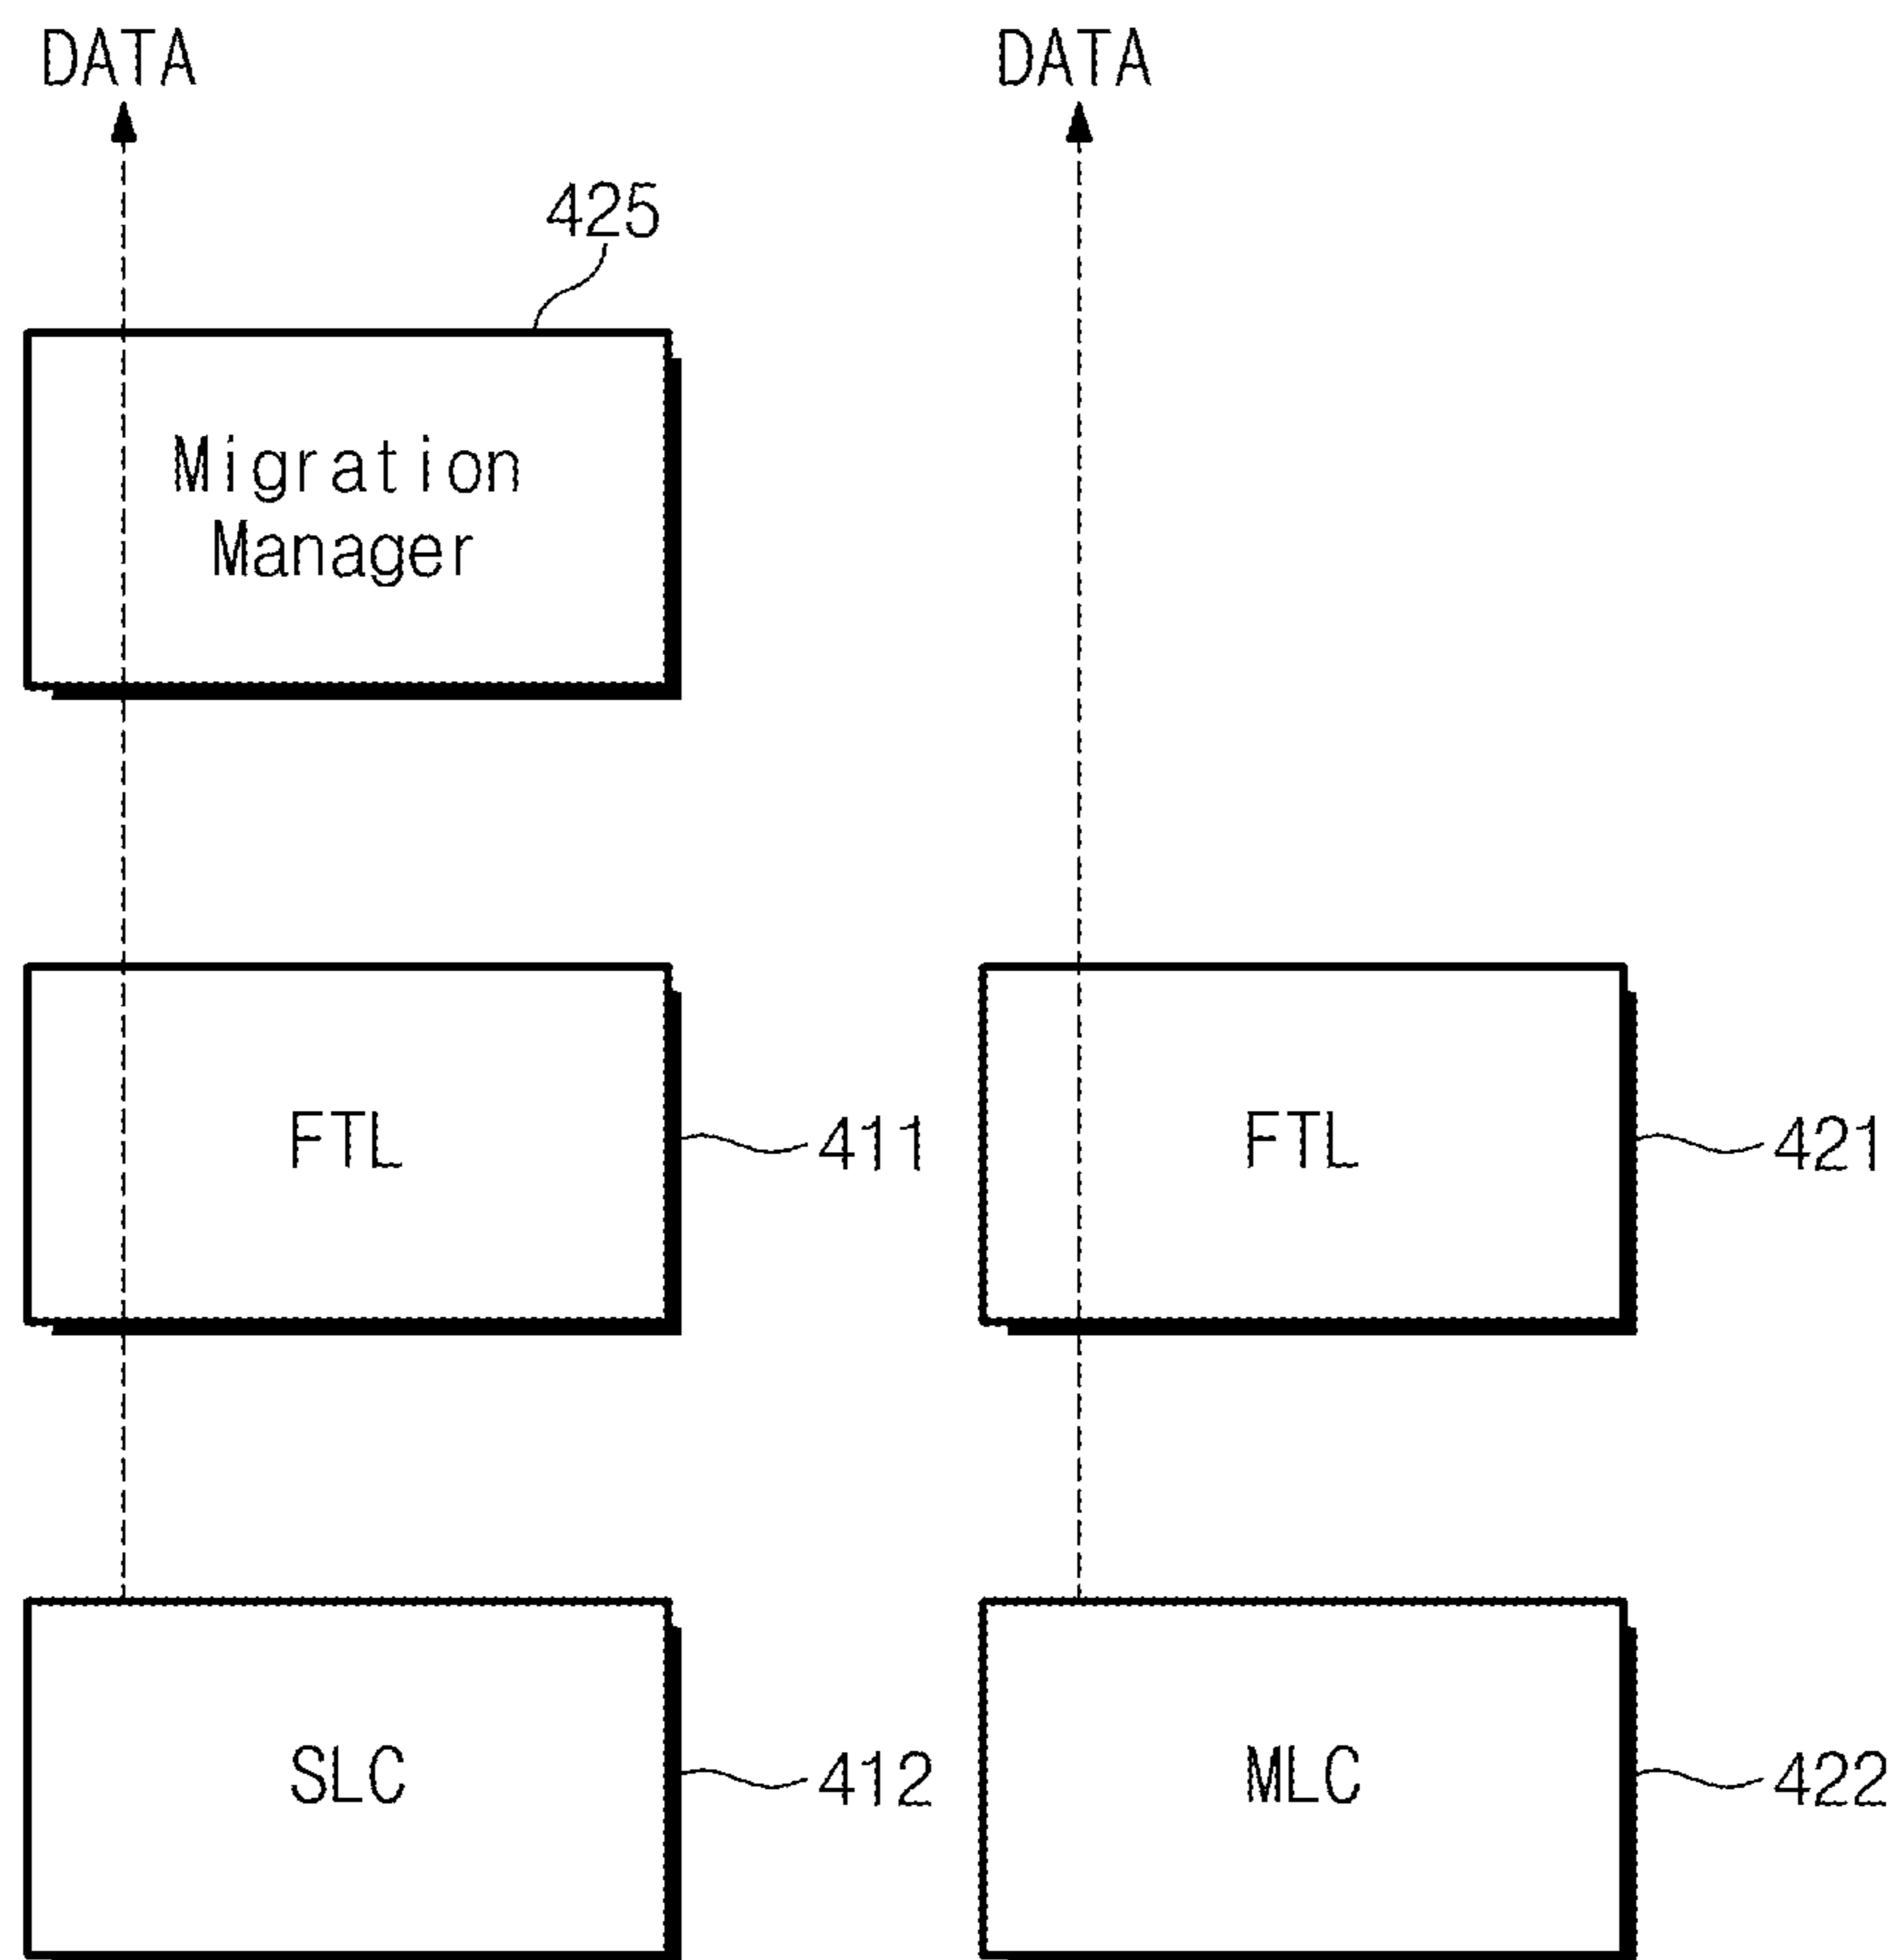 DATA DATA
425
Migration
Manager
FTL 411 FTL 421
SLC 412 MLC 422